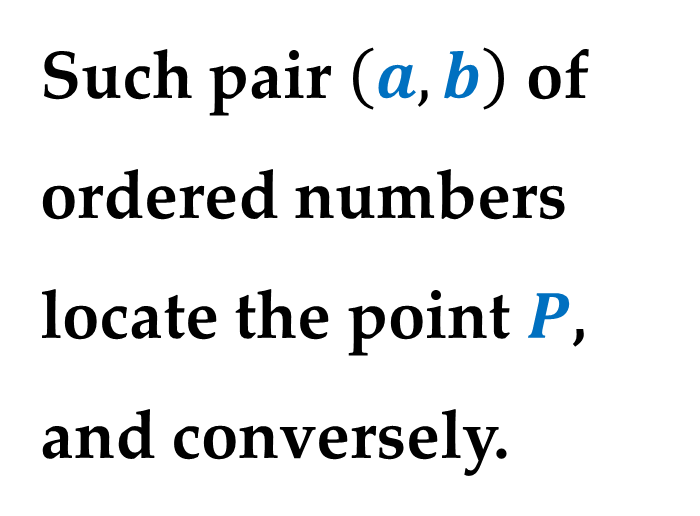 Such pair (a, b) of
ordered numbers
locate the point P,
and conversely.